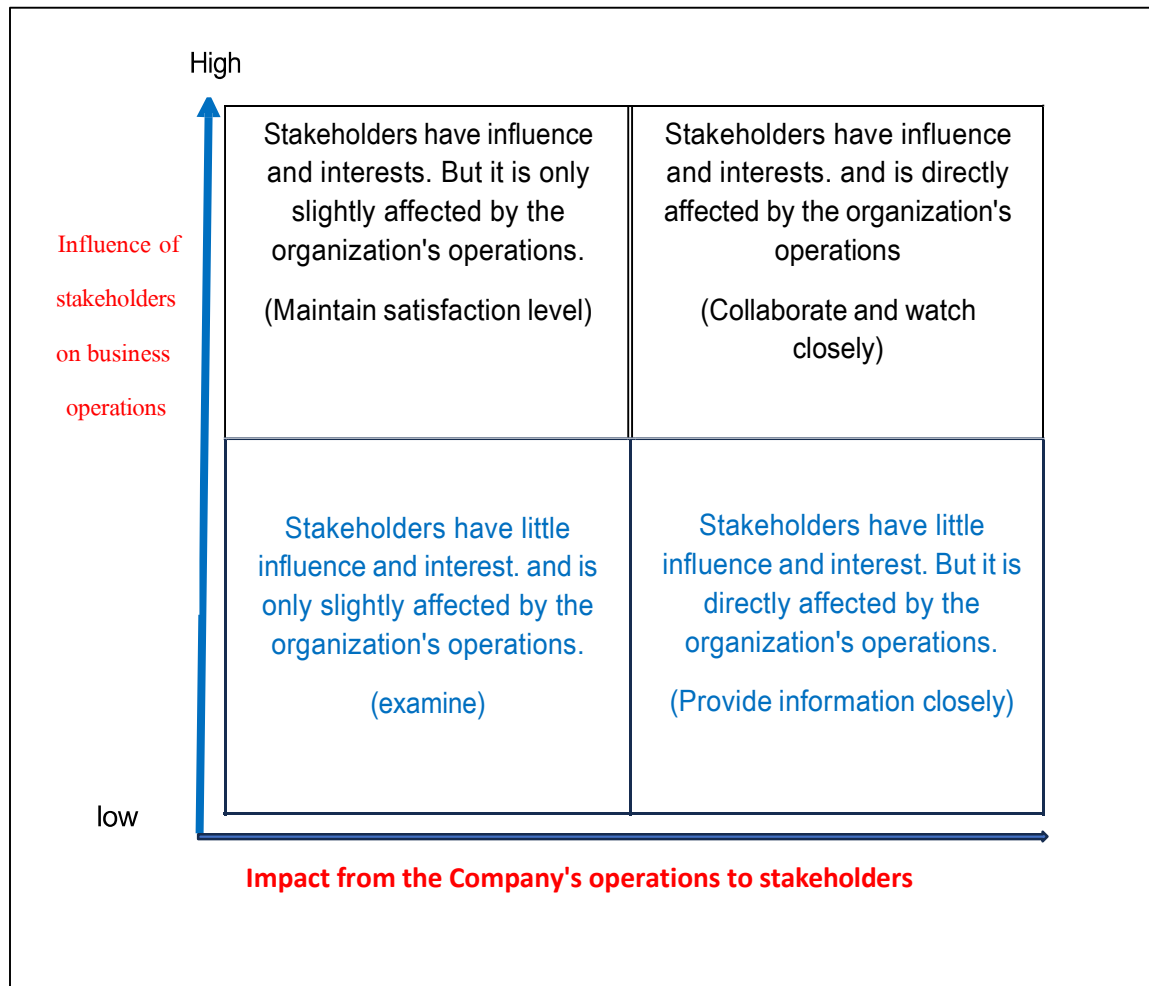 High
Influence of
stakeholders
on business
operations
Stakeholders have influence
and interests. But it is only
slightly affected by the
organization's operations.
(Maintain satisfaction level)
Stakeholders have influence
and interests. and is directly
affected by the organization's
operations
(Collaborate and watch
closely)
Stakeholders have little
influence and interest. and is
only slightly affected by the
organization's operations.
(examine)
Stakeholders have little
influence and interest. But it is
directly affected by the
organization's operations.
(Provide information closely)
low
Impact from the Company's operations to stakeholders